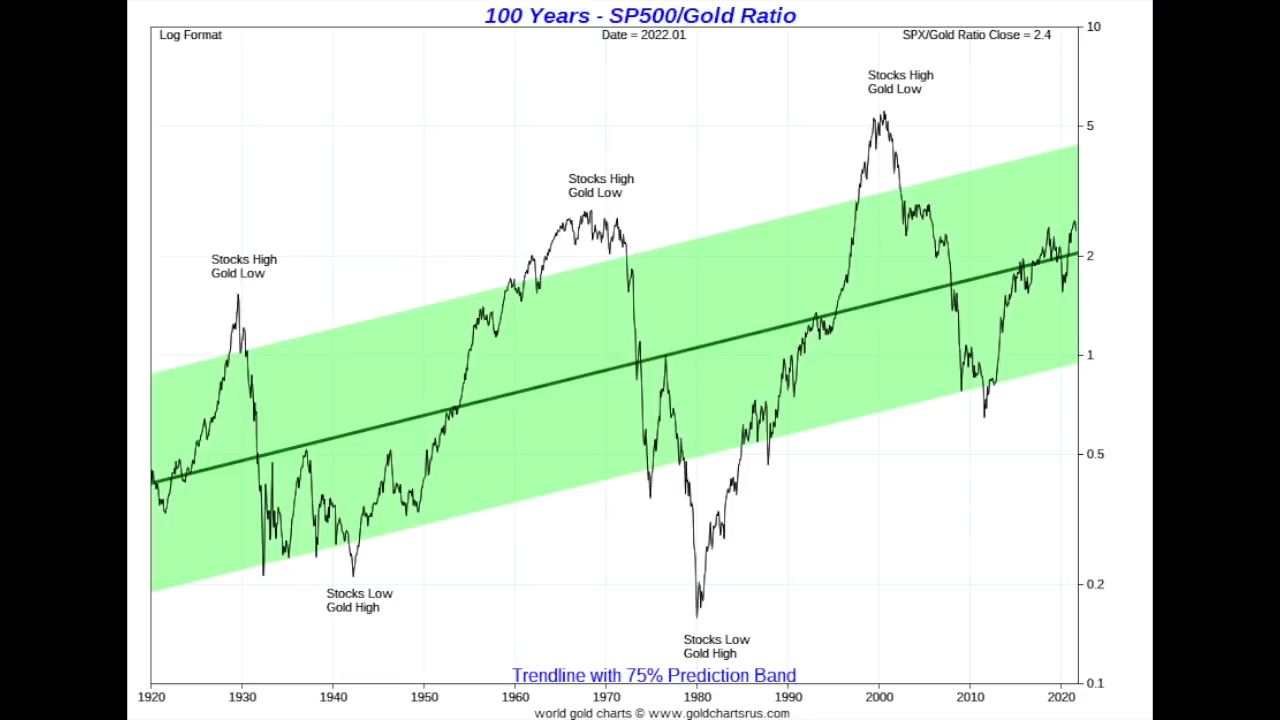 100 Years - SP500/Gold Ratio
Log Format
Date = 2022.01
SPX/Gold Ratio Close = 2.4
10
Stocks High
Gold Low
5
Stocks High
Gold Low
Stocks High
Gold Low
2
1
0.5
0.2
Stocks Low
Gold High
Stocks Low
Gold High
Trendline with 75% Prediction Band
0.1
1920
1930
1940
1950
1960
1970
1980
1990
2000
2010
2020
world gold charts © www.goldchartsrus.com